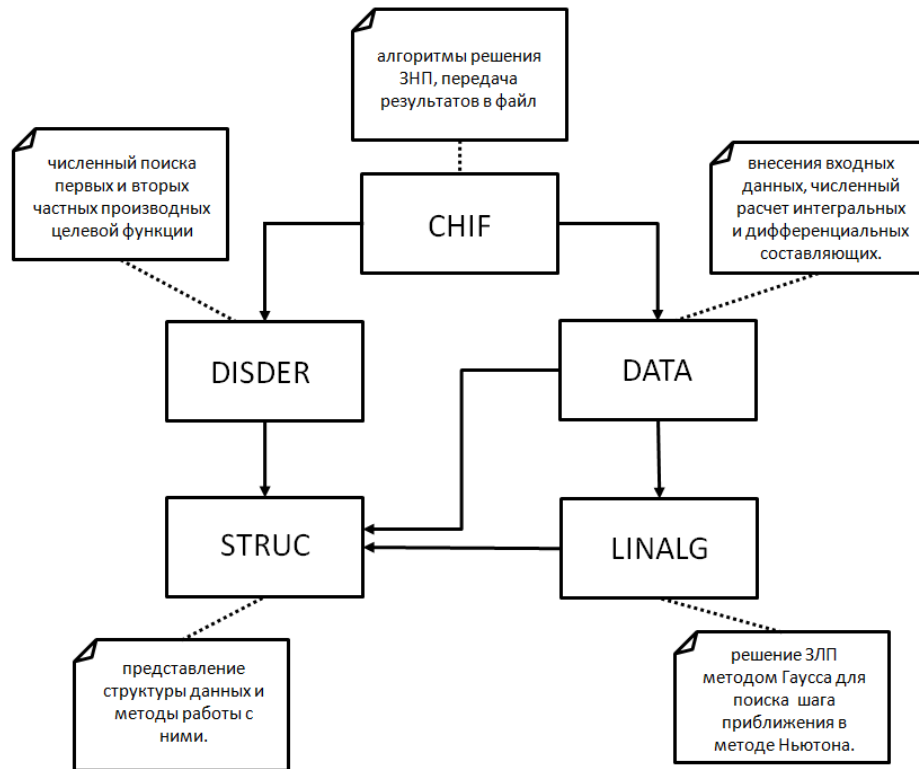 алгоритмы решения
ЗНП, передача
результатов в файл
численный поиска
первых и вторых
частных производных
целевой функции
внесения входных
данных, численный
расчет интегральных
и дифференциальных
составляющих.
CHIF
DISDER
DATA
STRUC
LINALG
представление
структуры данных и
методы работы с
ними.
решение ЗЛП
методом Гаусса для
поиска шага
приближения в
методе Ньютона.